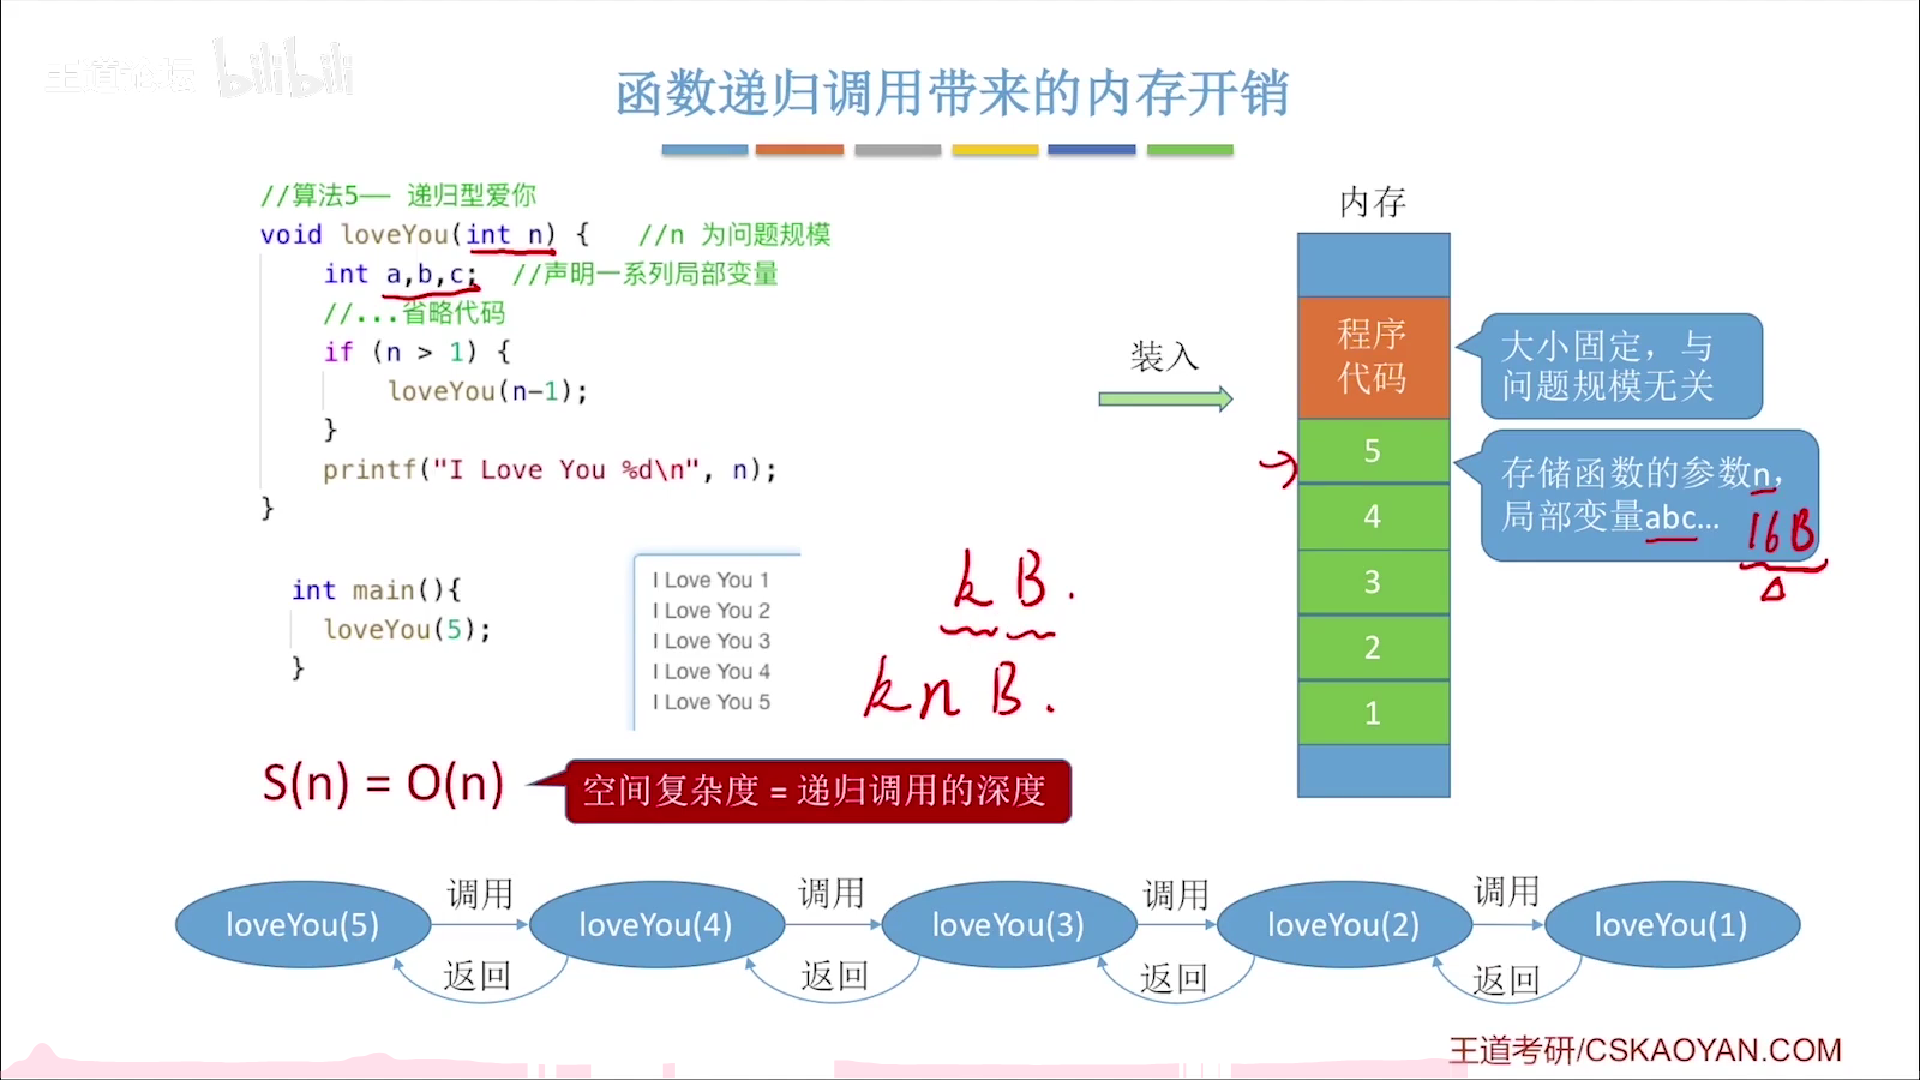 王道论坛 bilibili
函数递归调用带来的内存开销
//算法5—— 递归型爱你
void loveYou(int n) {   //n 为问题规模
int a,b,c;  //声明一系列局部变量
//...省略代码
if (n > 1) {
loveYou(n-1);
}
printf("I Love You %d\n", n);
}
int main(){
loveYou(5);
}
I Love You 1
I Love You 2
I Love You 3
I Love You 4
I Love You 5
k B.
k n B.
装入
内存
程序
代码
5
4
3
2
1
大小固定，与
问题规模无关
存储函数的参数n，
局部变量abc...
16B
S(n) = O(n)
空间复杂度 = 递归调用的深度
loveYou(5)
调用
返回
loveYou(4)
调用
返回
loveYou(3)
调用
返回
loveYou(2)
调用
返回
loveYou(1)
王道考研/CSKAOYAN.COM